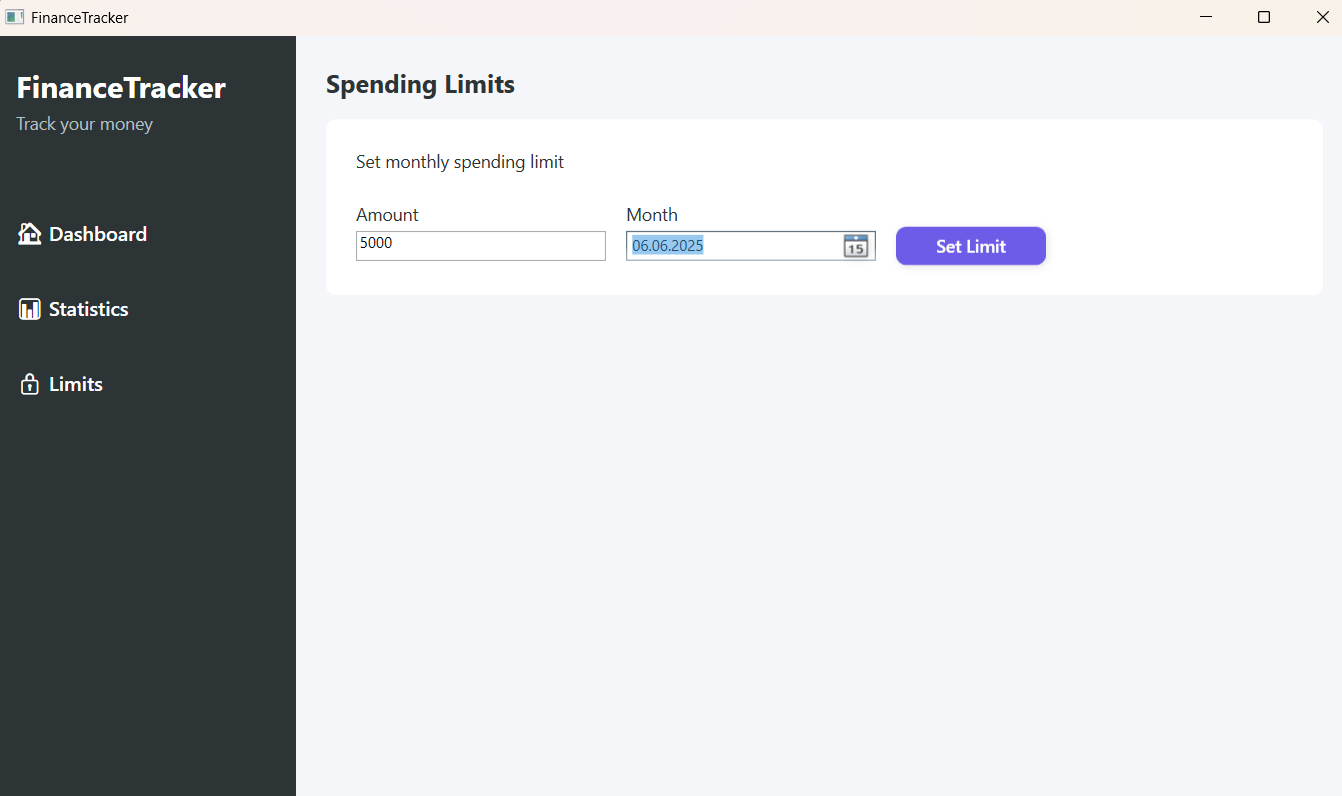 FinanceTracker
FinanceTracker
Track your money
Dashboard
Statistics
Limits
Spending Limits
Set monthly spending limit
Amount
5000
Month
06.06.2025
15
Set Limit